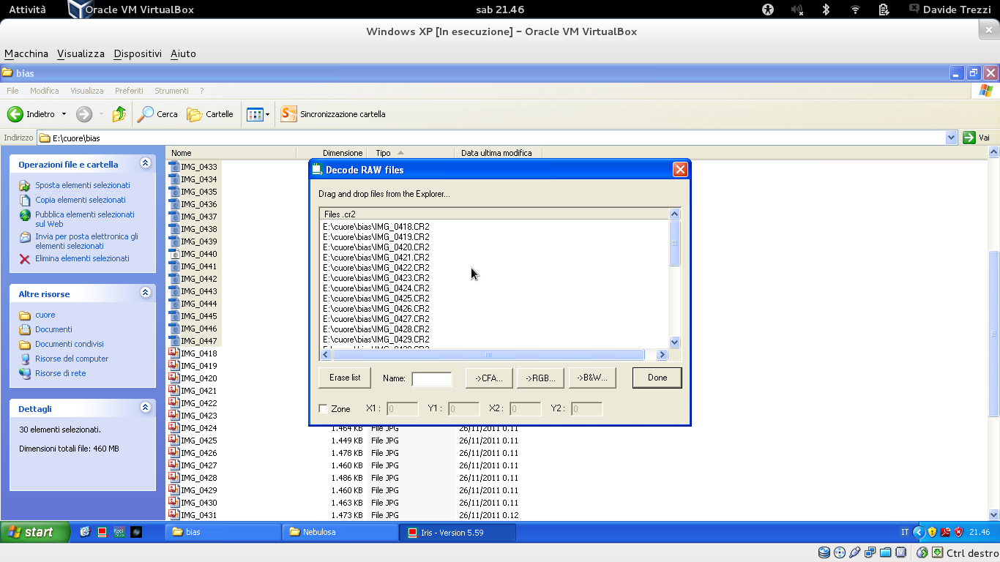 Attività Oracle VM VirtualBox sab 21.46 Davide Trezzi
Windows XP [In esecuzione] – Oracle VM VirtualBox
Macchina Visualizza Dispositivi Aiuto
bias
File Modifica Visualizza Preferiti Strumenti ?
Indietro Cerca Cartelle Sincronizzazione cartella
Indirizzo E:\cuore\bias Vai
Operazioni file e cartella
Sposta elementi selezionati
Copia elementi selezionati
Pubblica elementi selezionati
sul Web
Invia per posta elettronica gli
elementi selezionati
Elimina elementi selezionati
Altre risorse
cuore
Documenti
Documenti condivisi
Risorse del computer
Risorse di rete
Dettagli
30 elementi selezionati.
Dimensioni totali file: 460 MB
Nome Dimensione Tipo Data ultima modifica
IMG_0433
IMG_0434
IMG_0435
IMG_0436
IMG_0437
IMG_0438
IMG_0439
IMG_0440
IMG_0441
IMG_0442
IMG_0443
IMG_0444
IMG_0445
IMG_0446
IMG_0447
IMG_0418
IMG_0419
IMG_0420
IMG_0421
IMG_0422
IMG_0423
IMG_0424 1.464 KB File JPG 26/11/2011 0.11
IMG_0425 1.449 KB File JPG 26/11/2011 0.11
IMG_0426 1.478 KB File JPG 26/11/2011 0.11
IMG_0427 1.460 KB File JPG 26/11/2011 0.11
IMG_0428 1.486 KB File JPG 26/11/2011 0.11
IMG_0429 1.460 KB File JPG 26/11/2011 0.11
IMG_0430 1.463 KB File JPG 26/11/2011 0.11
IMG_0431 1.473 KB File JPG 26/11/2011 0.12
Decode RAW files
Drag and drop files from the Explorer...
Files .cr2
E:\cuore\bias\IMG_0418.CR2
E:\cuore\bias\IMG_0419.CR2
E:\cuore\bias\IMG_0420.CR2
E:\cuore\bias\IMG_0421.CR2
E:\cuore\bias\IMG_0422.CR2
E:\cuore\bias\IMG_0423.CR2
E:\cuore\bias\IMG_0424.CR2
E:\cuore\bias\IMG_0425.CR2
E:\cuore\bias\IMG_0426.CR2
E:\cuore\bias\IMG_0427.CR2
E:\cuore\bias\IMG_0428.CR2
E:\cuore\bias\IMG_0429.CR2
Erase list Name: ->CFA... ->RGB... ->B&W... Done
Zone X1 : 0 Y1 : 0 X2 : 0 Y2 : 0
start bias Nebulosa Iris - Version 5.59 IT 21.46
Ctrl destro